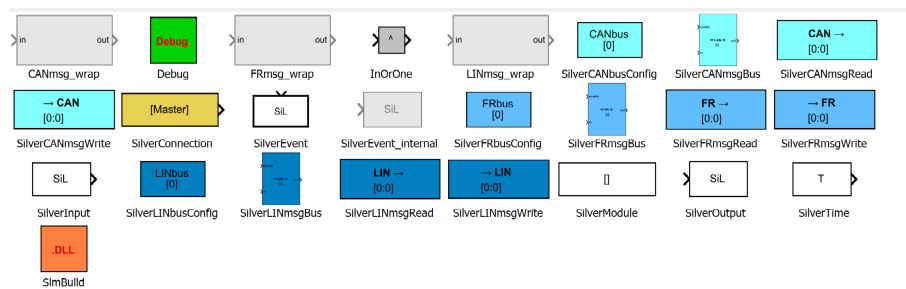 in out
Debug
in out
^
in out
CANbus
[0]
→ CAN →
CAN →
[0:0]
CANmsg_wrap Debug FRmsg_wrap InOrOne LINmsg_wrap SilverCANbusConfig SilverCANmsgBus SilverCANmsgRead
→ CAN
[0:0]
[Master]
SiL
SiL
FRbus
[0]
FR →
[0:0]
→ FR
[0:0]
SilverCANmsgWrite SilverConnection SilverEvent SilverEvent_internal SilverFRbusConfig SilverFRmsgBus SilverFRmsgRead SilverFRmsgWrite
SiL
LINbus
[0]
LIN →
[0:0]
→ LIN
[0:0]
[]
SiL
T
SilverInput SilverLINbusConfig SilverLINmsgBus SilverLINmsgRead SilverLINmsgWrite SilverModule SilverOutput SilverTime
.DLL
SimBuild